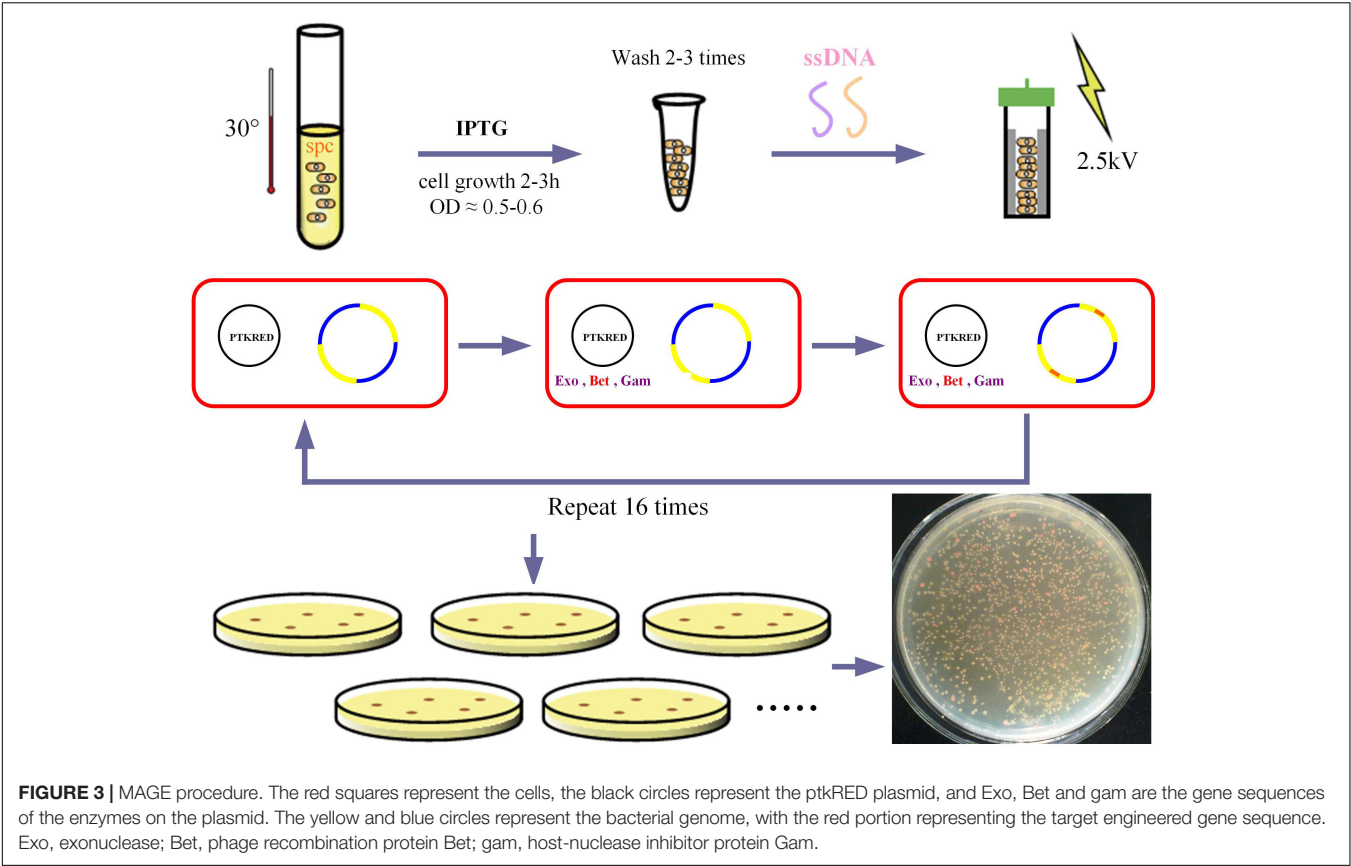 Wash 2-3 times
ssDNA
30°
spc
IPTG
cell growth 2-3h
OD ≈ 0.5-0.6
2.5kV
PTKRED
PTKRED
Exo , Bet , Gam
PTKRED
Exo , Bet , Gam
Repeat 16 times
.....
FIGURE 3 | MAGE procedure. The red squares represent the cells, the black circles represent the ptkRED plasmid, and Exo, Bet and gam are the gene sequences
of the enzymes on the plasmid. The yellow and blue circles represent the bacterial genome, with the red portion representing the target engineered gene sequence.
Exo, exonuclease; Bet, phage recombination protein Bet; gam, host-nuclease inhibitor protein Gam.